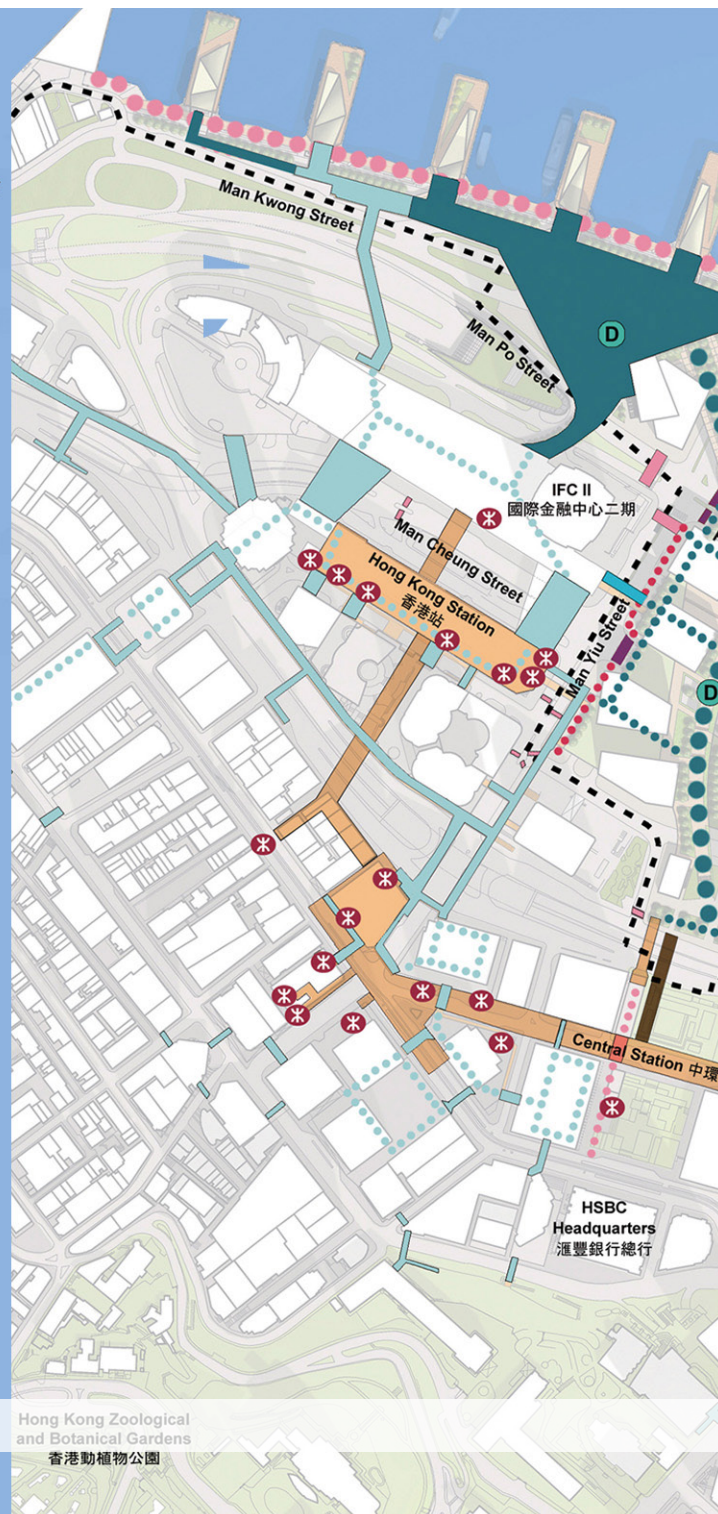 Man Kwong Street
D
Man Po Street
IFC II
國際金融中心二期
Man Cheung Street
Hong Kong Station
香港站
Man Yiu Street
D
Central Station 中環
HSBC
Headquarters
滙豐銀行總行
Hong Kong Zoological
and Botanical Gardens
香港動植物公園